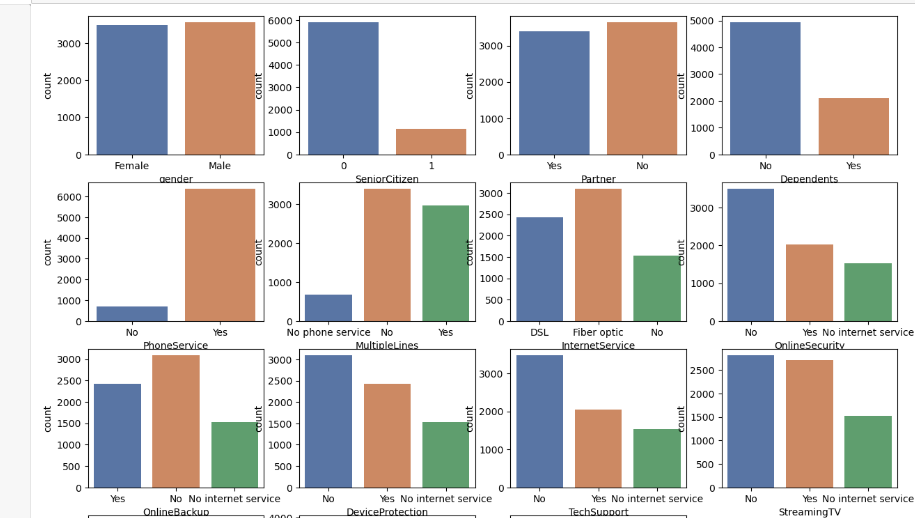 3000
2000
1000
0
count
Female Male
gender
6000
5000
4000
3000
2000
1000
0
count
0 1
SeniorCitizen
3000
2000
1000
0
count
Yes No
Partner
5000
4000
3000
2000
1000
0
count
No Yes
Dependents
6000
5000
4000
3000
2000
1000
0
count
No Yes
PhoneService
3000
2000
1000
0
count
No phone service No Yes
MultipleLines
3000
2500
2000
1500
1000
500
0
count
DSL Fiber optic No
InternetService
3000
2000
1000
0
count
No Yes No internet service
OnlineSecurity
3000
2500
2000
1500
1000
500
0
count
Yes No No internet service
OnlineBackup
3000
2500
2000
1500
1000
500
0
count
No Yes No internet service
DeviceProtection
3000
2000
1000
0
count
No Yes No internet service
TechSupport
2500
2000
1500
1000
500
0
count
No Yes No internet service
StreamingTV
4000